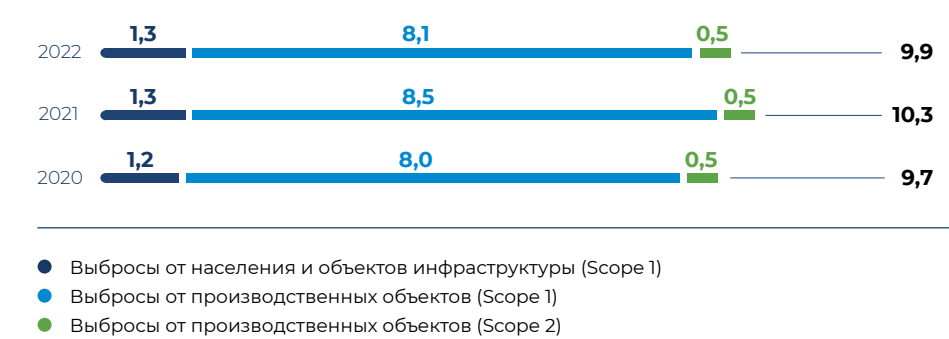 1,3 8,1 0,5
2022 9,9
1,3 8,5 0,5
2021 10,3
1,2 8,0 0,5
2020 9,7
Выбросы от населения и объектов инфраструктуры (Scope 1)
Выбросы от производственных объектов (Scope 1)
Выбросы от производственных объектов (Scope 2)